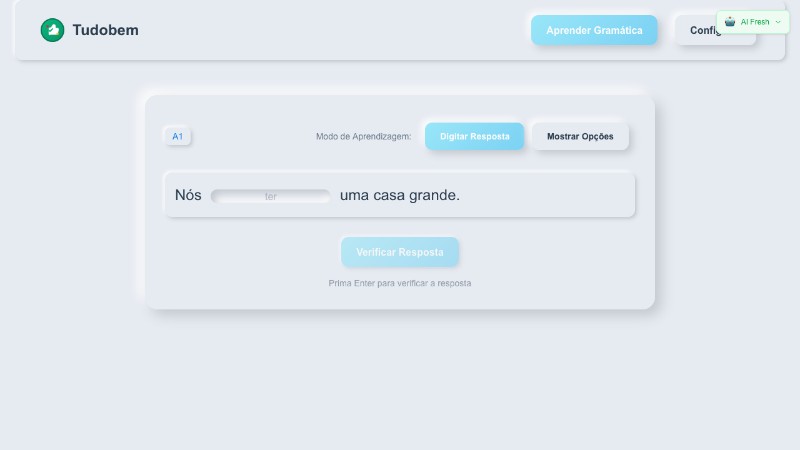 Tudobem
Aprender Gramática
AI Fresh
A1
Modo de Aprendizagem:
Digitar Resposta
Mostrar Opções
Nós ter uma casa grande.
Verificar Resposta
Prima Enter para verificar a resposta